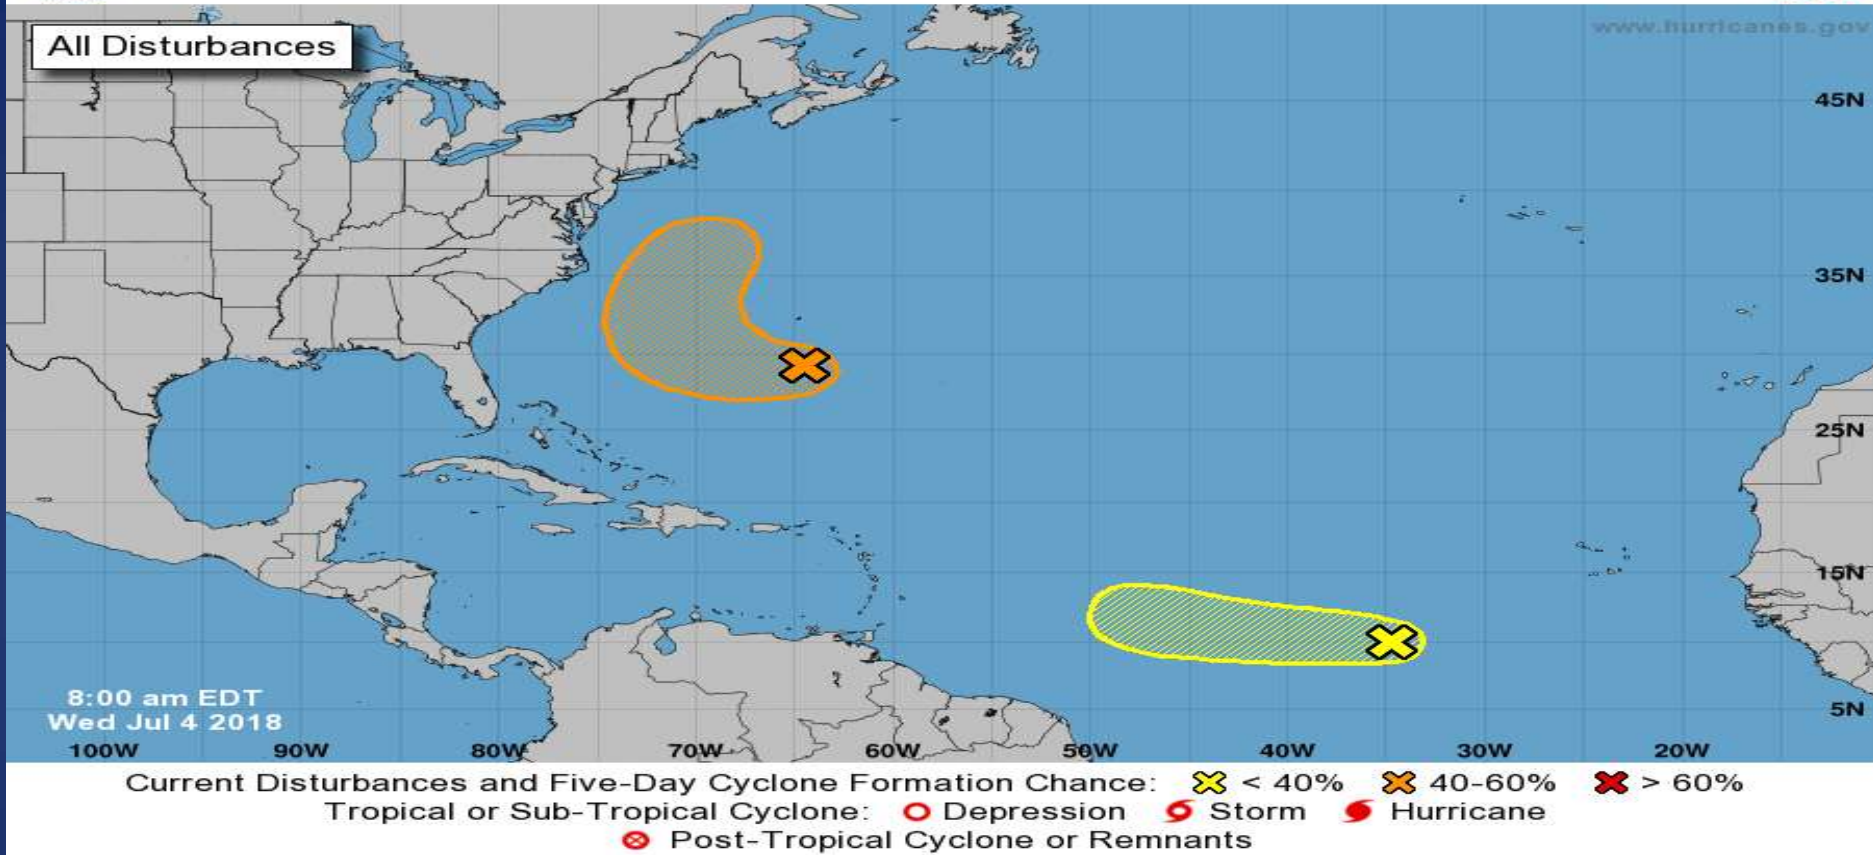 All Disturbances
www.hurricanes.gov
45N
35N
25N
15N
5N
8:00 am EDT
Wed Jul 4 2018
100W 90W 80W 70W 60W 50W 40W 30W 20W
Current Disturbances and Five-Day Cyclone Formation Chance: < 40% 40-60% > 60%
Tropical or Sub-Tropical Cyclone: Depression Storm Hurricane
Post-Tropical Cyclone or Remnants